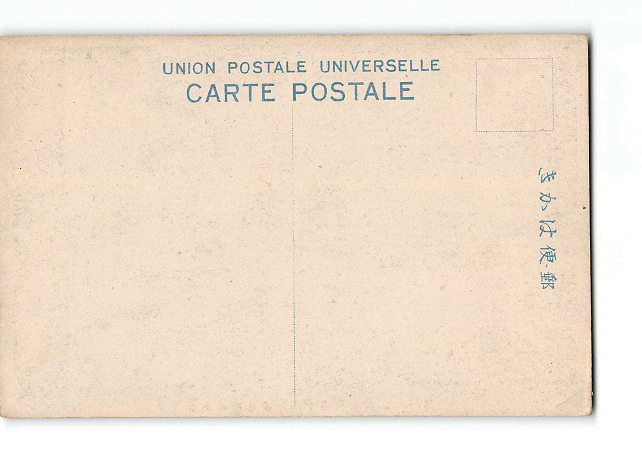 UNION POSTALE UNIVERSELLE
CARTE POSTALE
きかは便郵